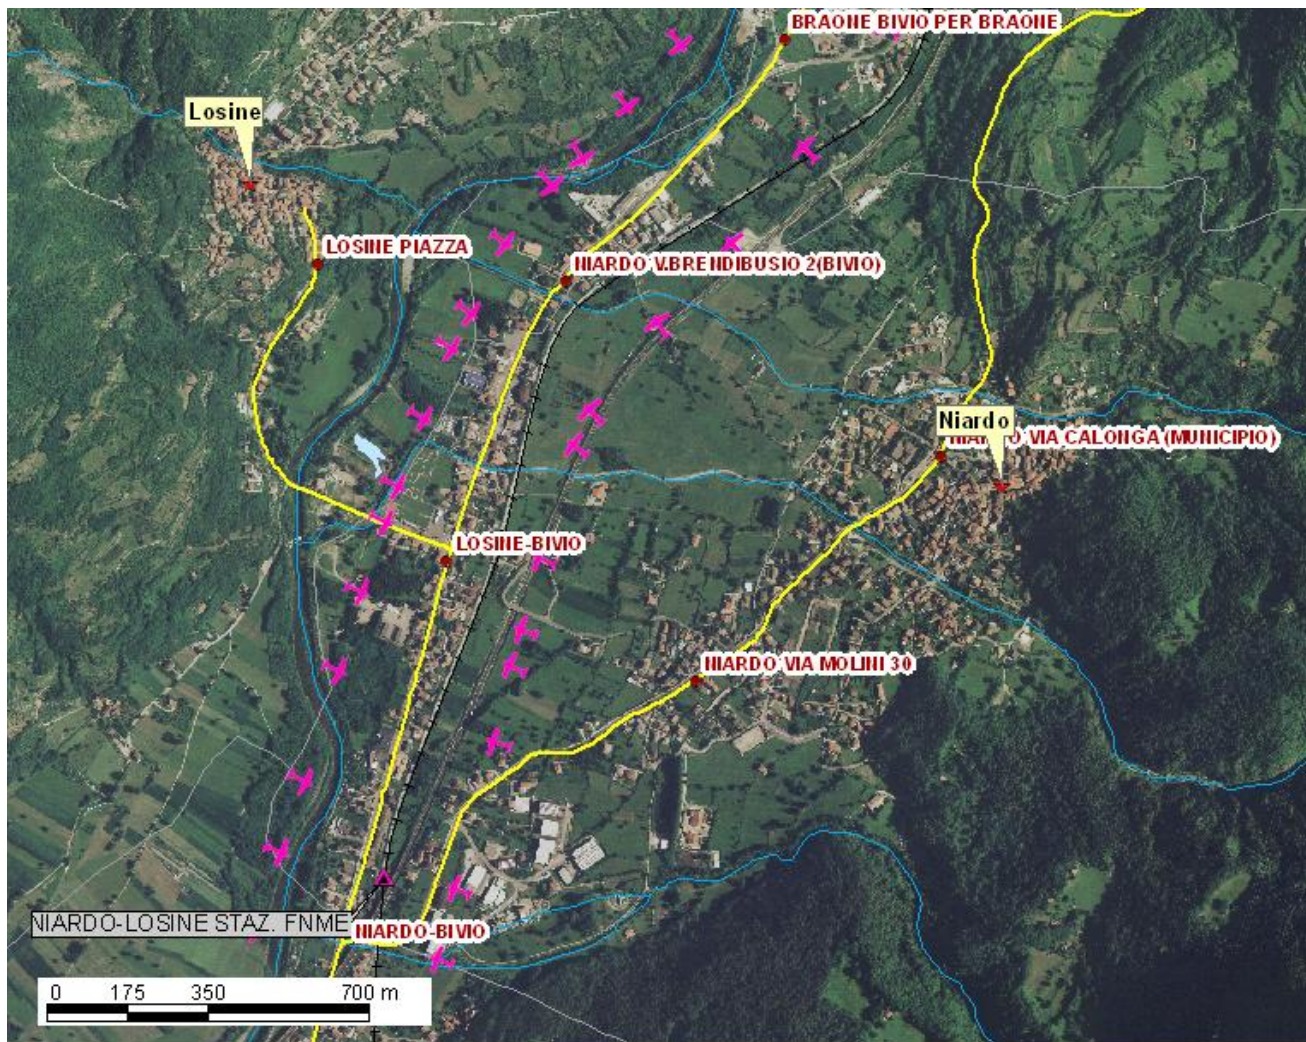 BRAONE BIVIO PER BRAONE
Losine
LOSINE PIAZZA
NIARDO V.BRENDIBUSIO 2(BIVIO)
Niardo
NIARDO VIA CALONGA (MUNICIPIO)
LOSINE-BIVIO
NIARDO VIA MOLINI 30
NIARDO-LOSINE STAZ. FNME
NIARDO-BIVIO
0 175 350 700 m